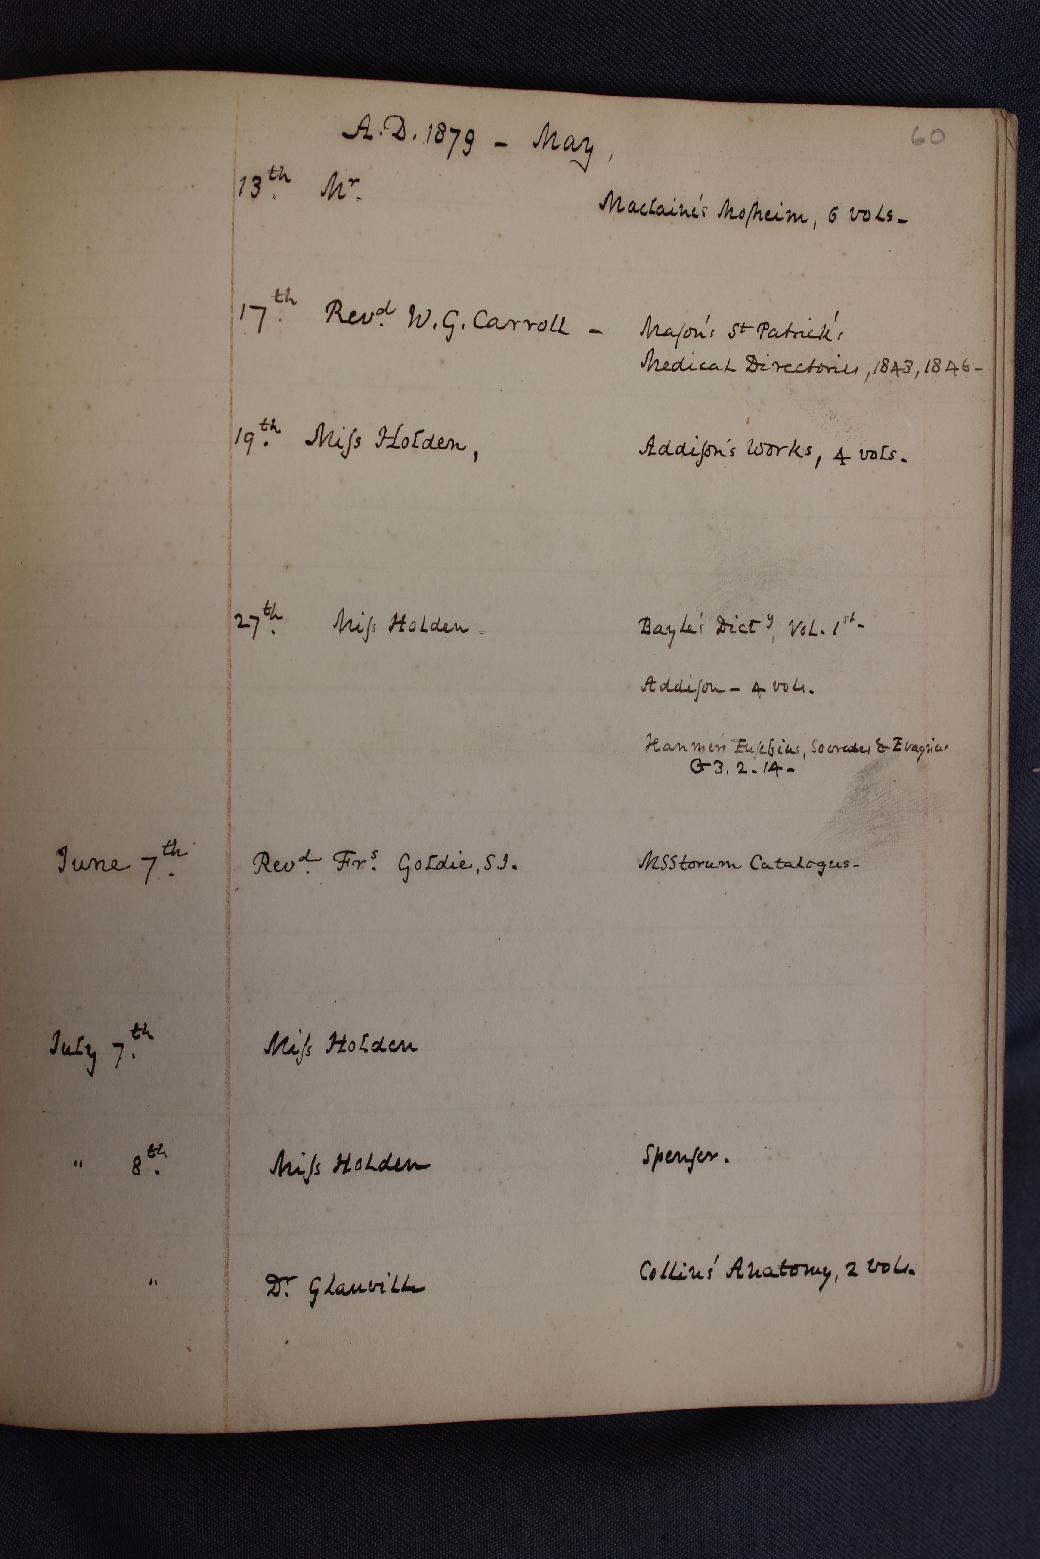 60
A.D. 1879 - May,
13th. Mr. Maclaine's Mosheim, 6 vols-
17th. Revd. W.G. Carroll - Mason's St Patrick's
Medical Directories, 1843, 1846-
19th. Miſs Holden, Addiſon's Works, 4 vols.
27th. Miſs Holden - Bayle's Dicty, Vol. 1st-
Addiſon - 4 vols.
Hanmer's Euſebius, Socrates, & Evagrius
G 3. 2. 14-
June 7th. Revd. Frs. Goldie, S.J. MSStorum Catalogus-
July 7th. Miſs Holden
" 8th. Miſs Holden Spenſer.
" Dr. Glanville Collins' Anatomy, 2 vols.